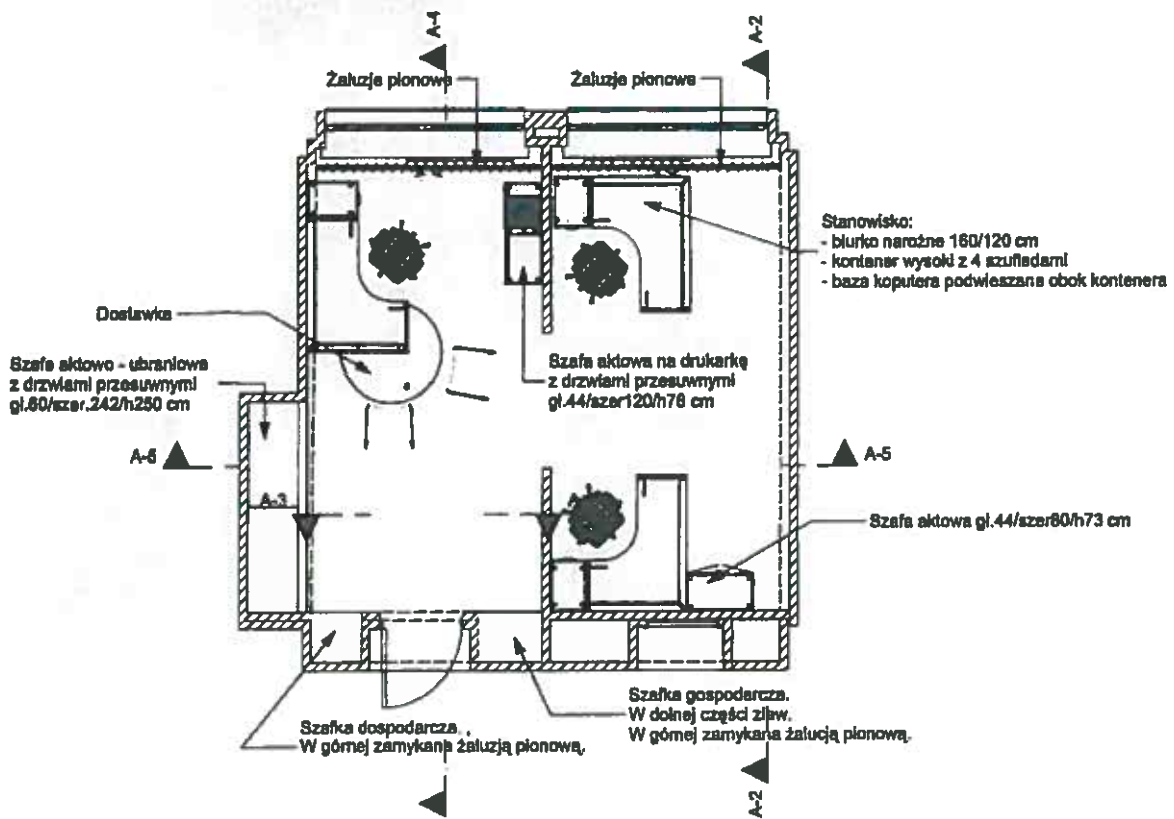 A-4
A-2
Żaluzje pionowe
Żaluzje pionowe
Stanowisko:
- biurko narożne 160/120 cm
- kontener wysoki z 4 szufladami
- baza koputera podwieszana obok kontenera
Dostawka
Szafa aktowo - ubraniowa
z drzwiami przesuwnymi
gł.60/szer.242/h250 cm
Szafa aktowa na drukarkę
z drzwiami przesuwnymi
gł.44/szer120/h76 cm
A-5
A-5
A-3
Szafa aktowa gł.44/szer80/h73 cm
Szafka dospodarcza.
W górnej zamykana żaluzją pionową.
Szafka gospodarcza.
W dolnej części zlew.
W górnej zamykana żalucją pionową.
A-2